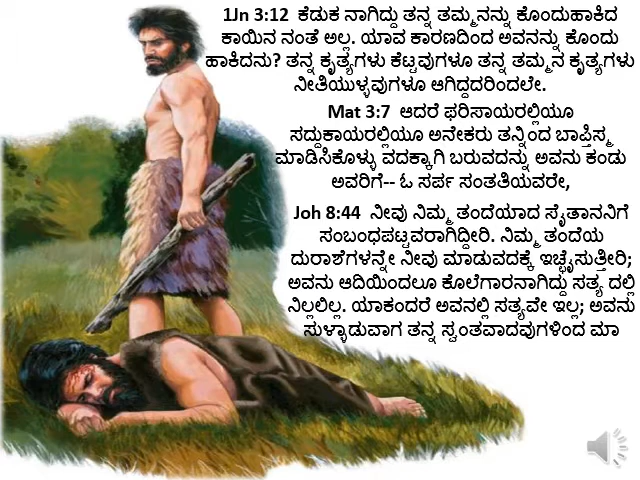 1Jn 3:12 ಕೆಡುಕ ನಾಗಿದ್ದು ತನ್ನ ತಮ್ಮನನ್ನು ಕೊಂದುಹಾಕಿದ
ಕಾಯಿನ ನಂತೆ ಅಲ್ಲ. ಯಾವ ಕಾರಣದಿಂದ ಅವನನ್ನು ಕೊಂದು
ಹಾಕಿದನು? ತನ್ನ ಕೃತ್ಯಗಳು ಕೆಟ್ಟವುಗಳೂ ತನ್ನ ತಮ್ಮನ ಕೃತ್ಯಗಳು
ನೀತಿಯುಳ್ಳವುಗಳೂ ಆಗಿದ್ದದರಿಂದಲೇ.
Mat 3:7 ಆದರೆ ಫರಿಸಾಯರಲ್ಲಿಯೂ
ಸದ್ದುಕಾಯರಲ್ಲಿಯೂ ಅನೇಕರು ತನ್ನಿಂದ ಬಾಪ್ತಿಸ್ಮ
ಮಾಡಿಸಿಕೊಳ್ಳು ವದಕ್ಕಾಗಿ ಬರುವದನ್ನು ಅವನು ಕಂಡು
ಅವರಿಗೆ-- ಓ ಸರ್ಪ ಸಂತತಿಯವರೇ,
Joh 8:44 ನೀವು ನಿಮ್ಮ ತಂದೆಯಾದ ಸೈತಾನನಿಗೆ
ಸಂಬಂಧಪಟ್ಟವರಾಗಿದ್ದೀರಿ. ನಿಮ್ಮ ತಂದೆಯ
ದುರಾಶೆಗಳನ್ನೇ ನೀವು ಮಾಡುವದಕ್ಕೆ ಇಚ್ಛೈಸುತ್ತೀರಿ;
ಅವನು ಆದಿಯಿಂದಲೂ ಕೊಲೆಗಾರನಾಗಿದ್ದು ಸತ್ಯ ದಲ್ಲಿ
ನಿಲ್ಲಲಿಲ್ಲ. ಯಾಕಂದರೆ ಅವನಲ್ಲಿ ಸತ್ಯವೇ ಇಲ್ಲ; ಅವನು
ಸುಳ್ಳಾಡುವಾಗ ತನ್ನ ಸ್ವಂತವಾದವುಗಳಿಂದ ಮಾ